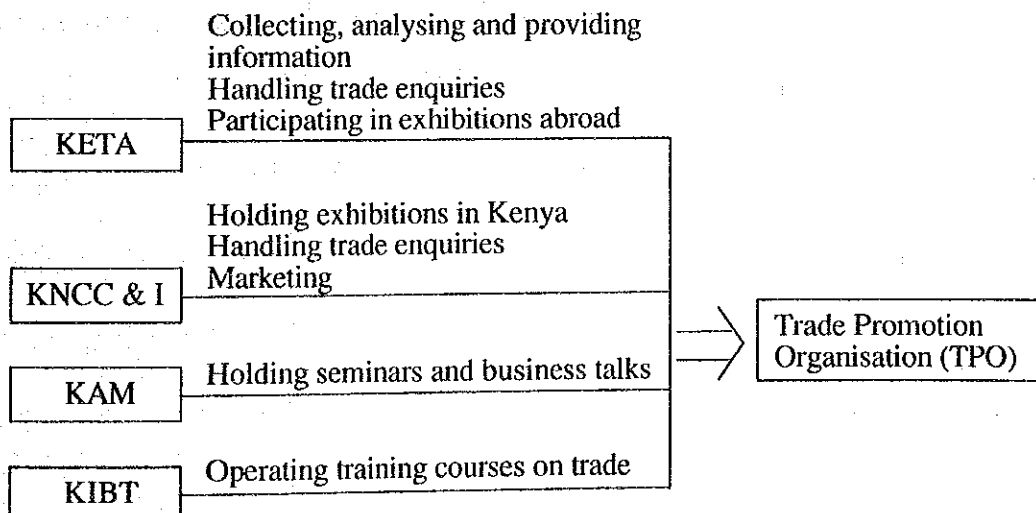 Collecting, analysing and providing
information
Handling trade enquiries
Participating in exhibitions abroad
KETA
Holding exhibitions in Kenya
Handling trade enquiries
Marketing
KNCC & I
Holding seminars and business talks
KAM
Operating training courses on trade
KIBT
Trade Promotion
Organisation (TPO)